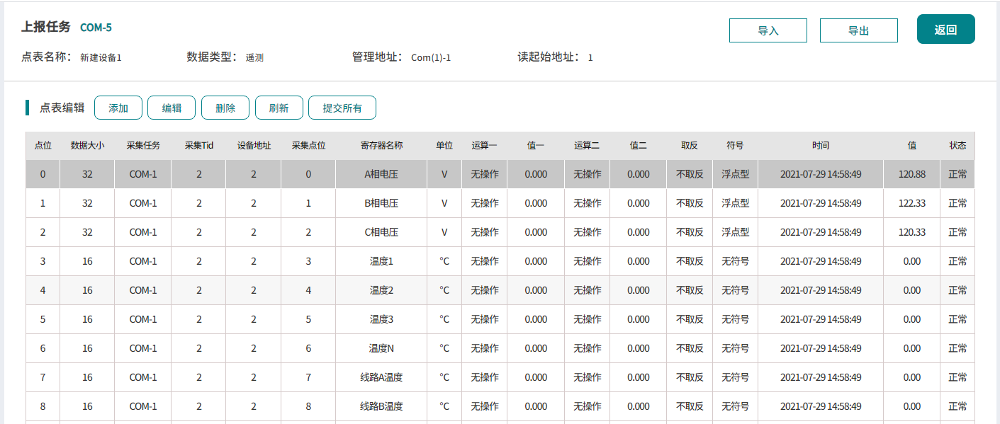 上报任务 COM-5 导入 导出 返回
点表名称： 新建设备1 数据类型： 遥测 管理地址： Com(1)-1 读起始地址： 1
点表编辑 添加 编辑 删除 刷新 提交所有
点位 数据大小 采集任务 采集Tid 设备地址 采集点位 寄存器名称 单位 运算一 值一 运算二 值二 取反 符号 时间 值 状态
0 32 COM-1 2 2 0 A相电压 V 无操作 0.000 无操作 0.000 不取反 浮点型 2021-07-29 14:58:49 120.88 正常
1 32 COM-1 2 2 1 B相电压 V 无操作 0.000 无操作 0.000 不取反 浮点型 2021-07-29 14:58:49 122.33 正常
2 32 COM-1 2 2 2 C相电压 V 无操作 0.000 无操作 0.000 不取反 浮点型 2021-07-29 14:58:49 120.33 正常
3 16 COM-1 2 2 3 温度1 °C 无操作 0.000 无操作 0.000 不取反 无符号 2021-07-29 14:58:49 0.00 正常
4 16 COM-1 2 2 4 温度2 °C 无操作 0.000 无操作 0.000 不取反 无符号 2021-07-29 14:58:49 0.00 正常
5 16 COM-1 2 2 5 温度3 °C 无操作 0.000 无操作 0.000 不取反 无符号 2021-07-29 14:58:49 0.00 正常
6 16 COM-1 2 2 6 温度N °C 无操作 0.000 无操作 0.000 不取反 无符号 2021-07-29 14:58:49 0.00 正常
7 16 COM-1 2 2 7 线路A温度 °C 无操作 0.000 无操作 0.000 不取反 无符号 2021-07-29 14:58:49 0.00 正常
8 16 COM-1 2 2 8 线路B温度 °C 无操作 0.000 无操作 0.000 不取反 无符号 2021-07-29 14:58:49 0.00 正常